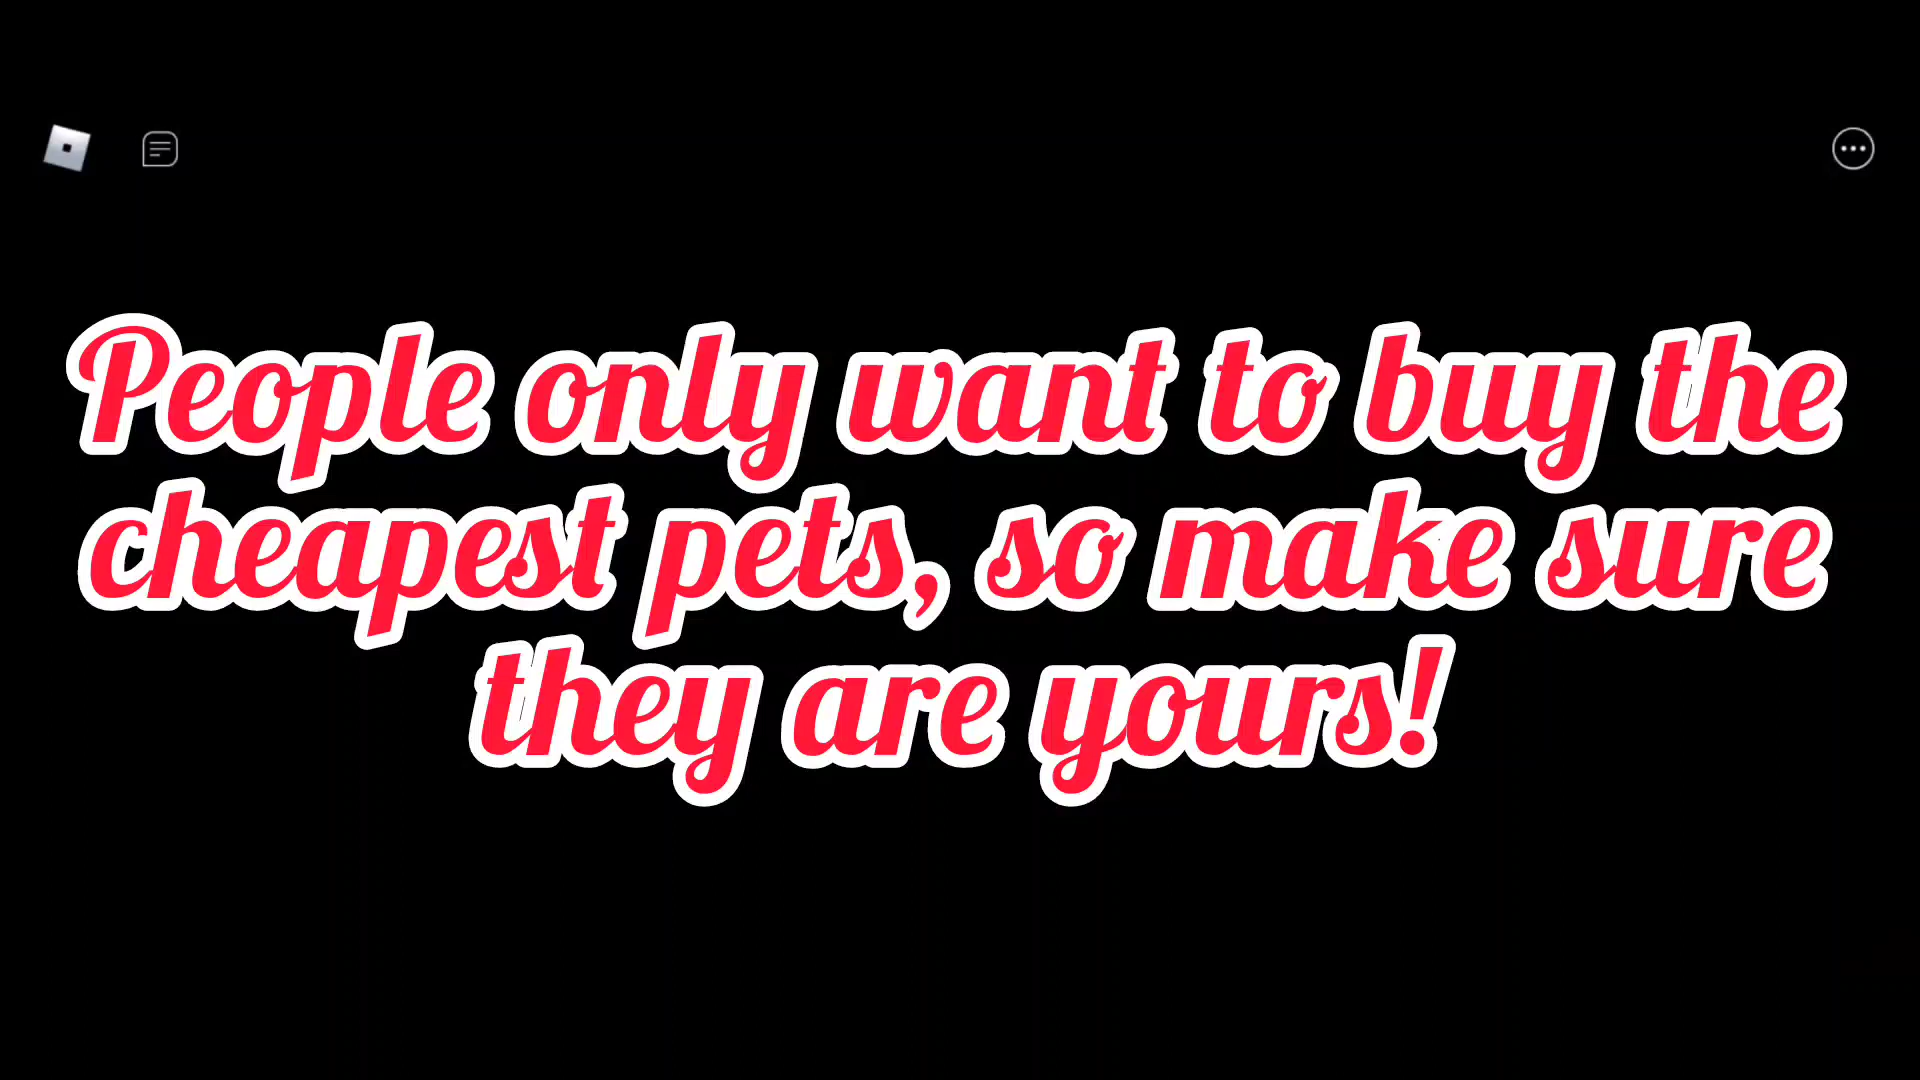 People only want to buy the
cheapest pets, so make sure
they are yours!